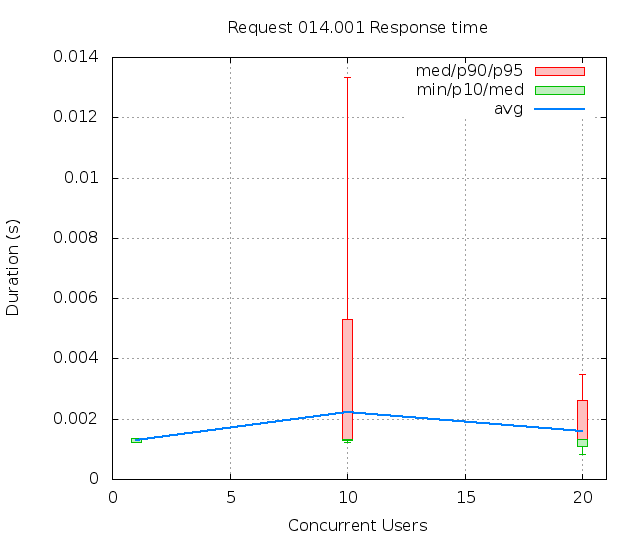 Request 014.001 Response time
0.014
0.012
0.01
0.008
0.006
0.004
0.002
0
med/p90/p95
min/p10/med
avg
Duration (s)
0 5 10 15 20
Concurrent Users